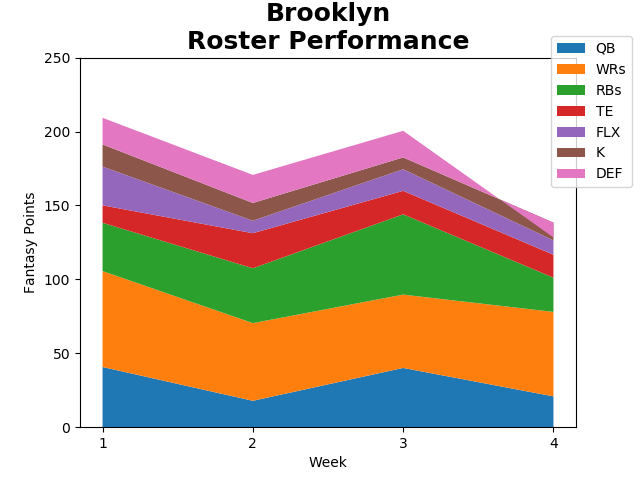 Brooklyn
Roster Performance
QB
WRs
RBs
TE
FLX
K
DEF
250
200
150
100
50
0
Fantasy Points
1 2 3 4
Week